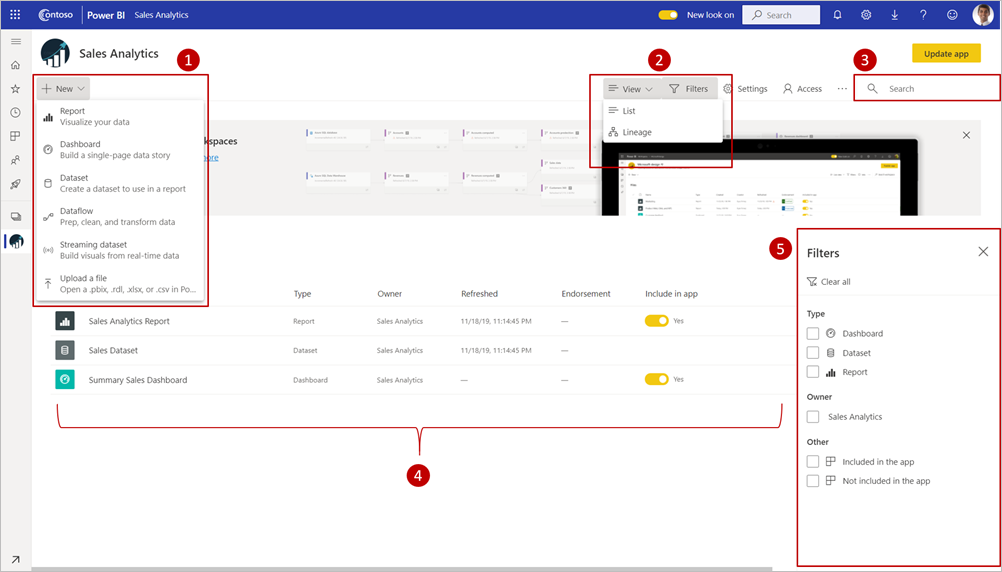 Contoso Power BI Sales Analytics New look on Search
Sales Analytics
Update app
1
2
3
New
View Filters Settings Access ... Search
Report
Visualize your data
Dashboard
Build a single-page data story
Dataset
Create a dataset to use in a report
Dataflow
Prep, clean, and transform data
Streaming dataset
Build visuals from real-time data
Upload a file
Open a .pbix, .rdl, .xlsx, or .csv in Po...
List
Lineage
kspaces
ore
Type Owner Refreshed Endorsement Include in app
Sales Analytics Report Report Sales Analytics 11/18/19, 11:14:45 PM — Yes
Sales Dataset Dataset Sales Analytics 11/18/19, 11:14:45 PM —
Summary Sales Dashboard Dashboard Sales Analytics — — Yes
4
5
Filters
Clear all
Type
Dashboard
Dataset
Report
Owner
Sales Analytics
Other
Included in the app
Not included in the app